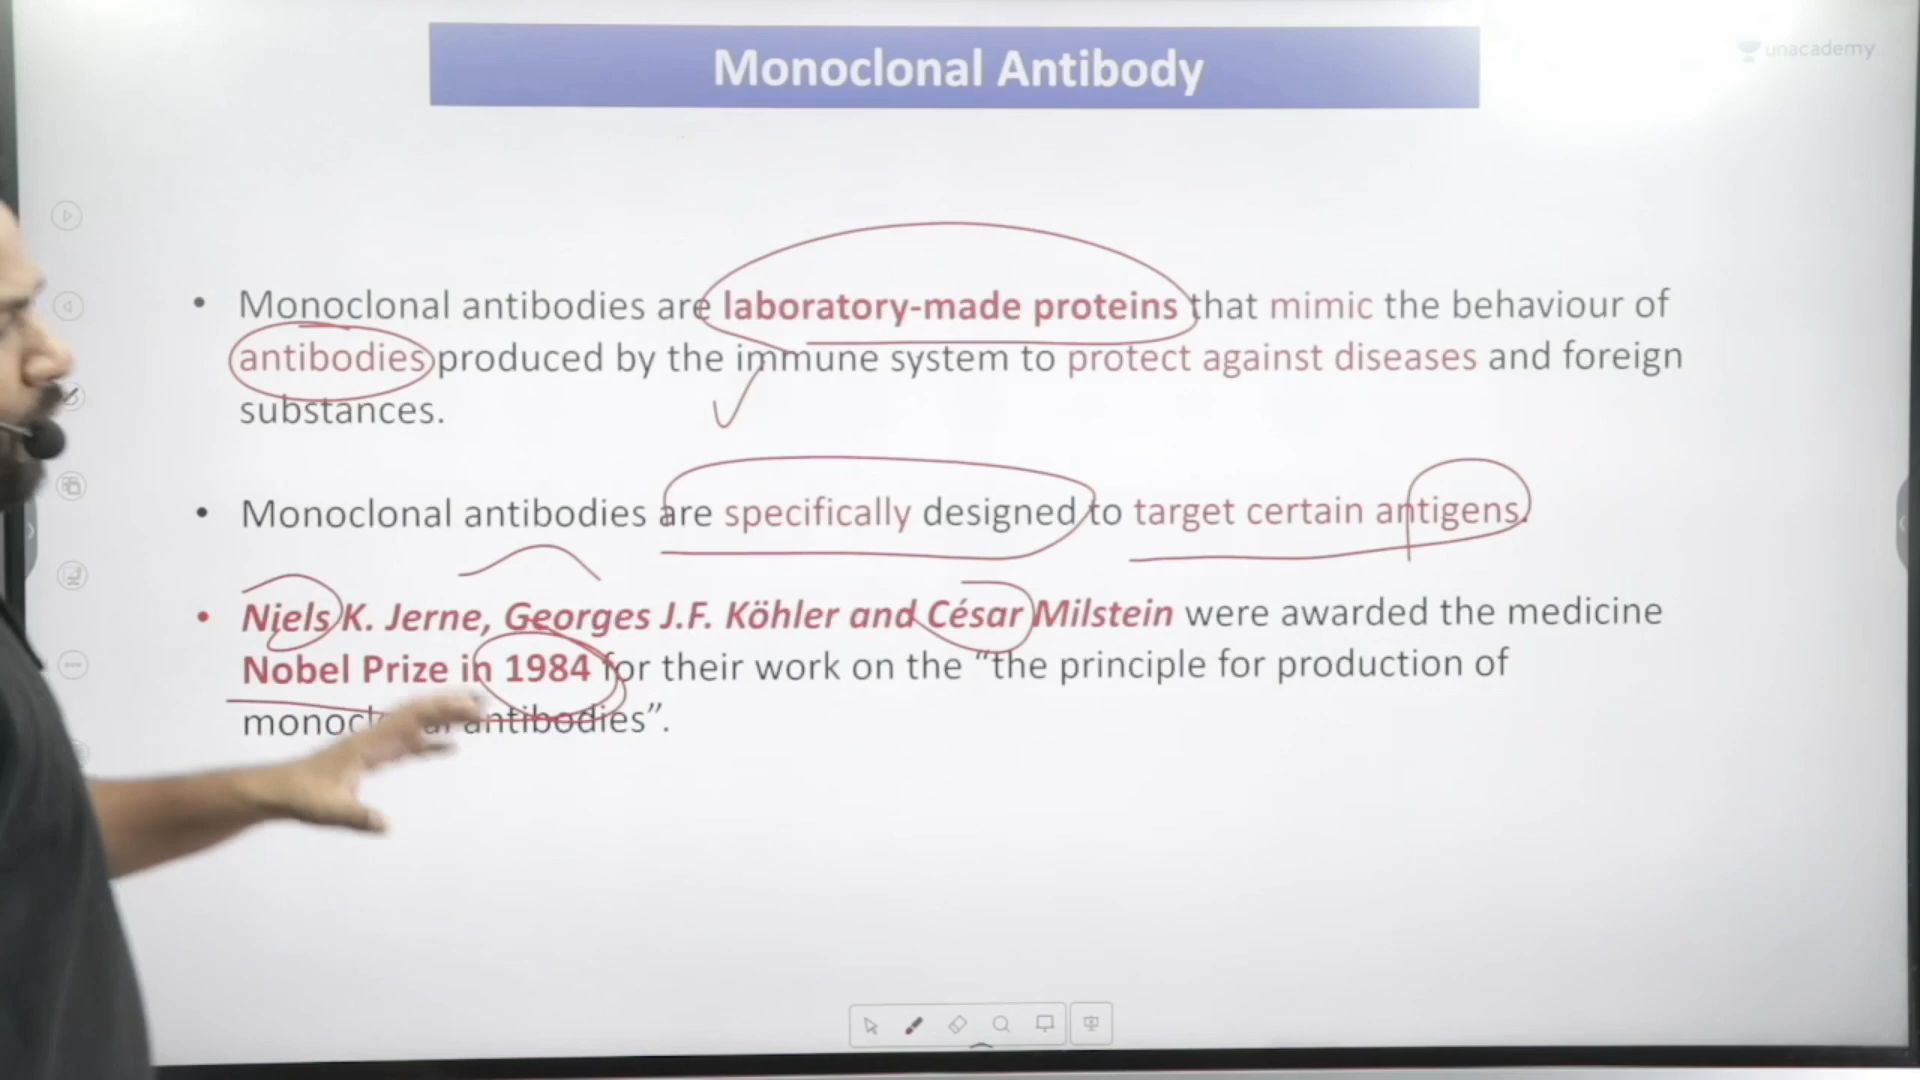 Monoclonal Antibody
unacademy
• Monoclonal antibodies are laboratory-made proteins that mimic the behaviour of
antibodies produced by the immune system to protect against diseases and foreign
substances.
• Monoclonal antibodies are specifically designed to target certain antigens.
• Niels K. Jerne, Georges J.F. Köhler and César Milstein were awarded the medicine
Nobel Prize in 1984 for their work on the “the principle for production of
monoclonal antibodies”.